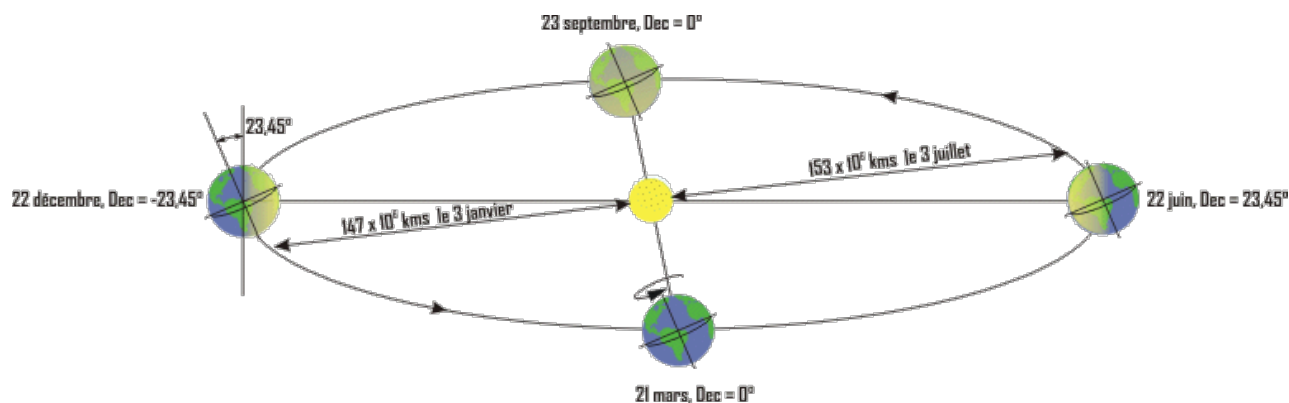 23 septembre, Dec = 0°
23,45°
153 x 10⁶ kms le 3 juillet
22 décembre, Dec = -23,45°
22 juin, Dec = 23,45°
147 x 10⁶ kms le 3 janvier
21 mars, Dec = 0°